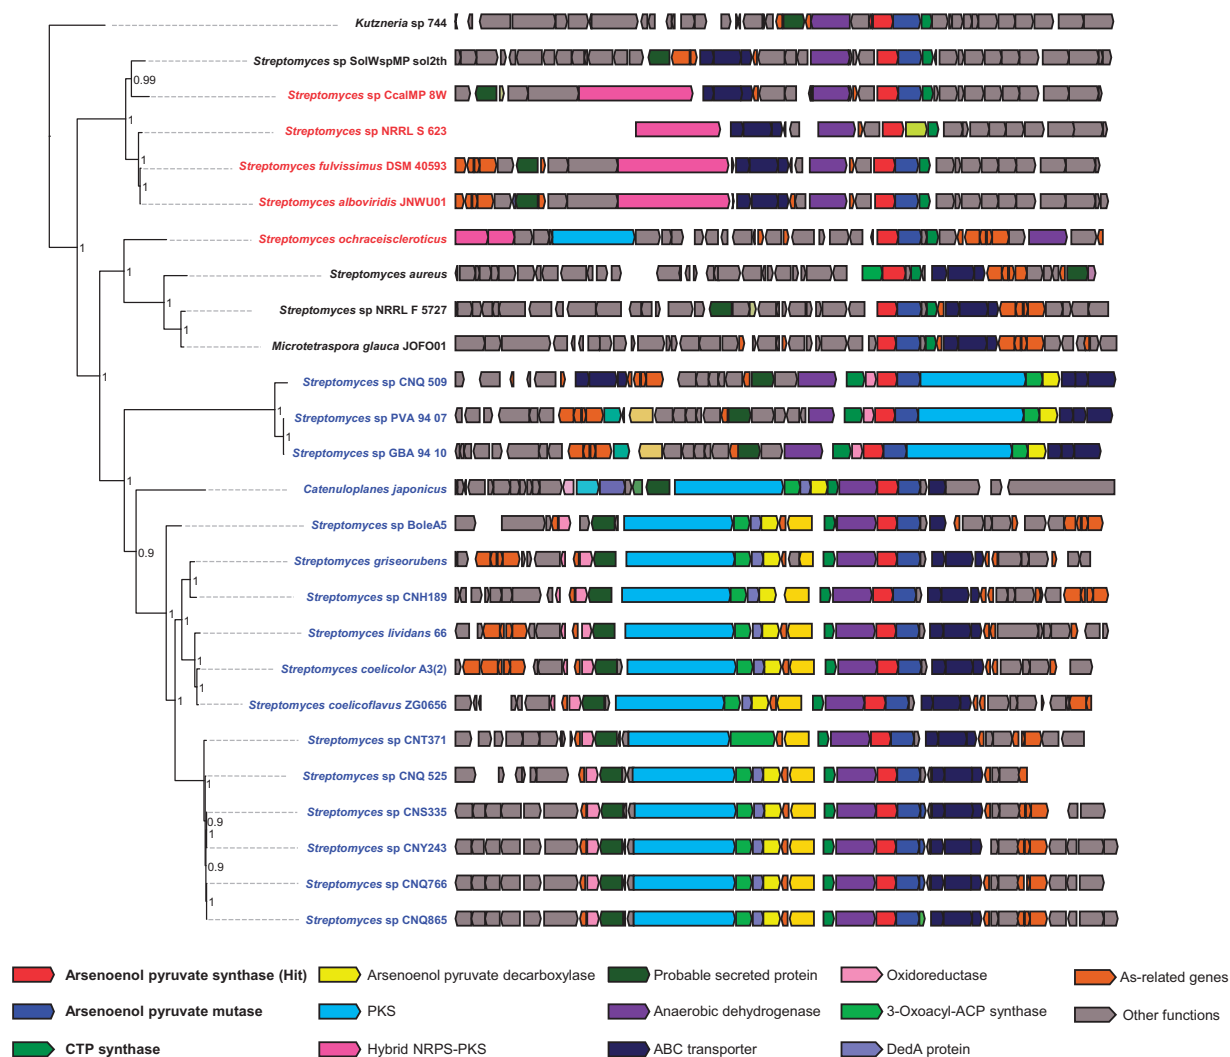 Kutzneria sp 744
Streptomyces sp SolWspMP sol2th
0.99
Streptomyces sp CcalMP 8W
1
Streptomyces sp NRRL S 623
1
Streptomyces fulvissimus DSM 40593
1
Streptomyces alboviridis JNWU01
Streptomyces ochraceiscleroticus
1
1
Streptomyces aureus
1
Streptomyces sp NRRL F 5727
1
Microtetraspora glauca JOFO01
1
Streptomyces sp CNQ 509
1
Streptomyces sp PVA 94 07
1
Streptomyces sp GBA 94 10
1
Catenuloplanes japonicus
Streptomyces sp BoleA5
0.9
Streptomyces griseorubens
1
Streptomyces sp CNH189
1
1
Streptomyces lividans 66
1
Streptomyces coelicolor A3(2)
1
1
Streptomyces coelicoflavus ZG0656
Streptomyces sp CNT371
Streptomyces sp CNQ 525
1
Streptomyces sp CNS335
0.9
1
Streptomyces sp CNY243
0.9
Streptomyces sp CNQ766
1
Streptomyces sp CNQ865
Arsenoenol pyruvate synthase (Hit)
Arsenoenol pyruvate decarboxylase
Probable secreted protein
Oxidoreductase
As-related genes
Arsenoenol pyruvate mutase
PKS
Anaerobic dehydrogenase
3-Oxoacyl-ACP synthase
Other functions
CTP synthase
Hybrid NRPS-PKS
ABC transporter
DedA protein